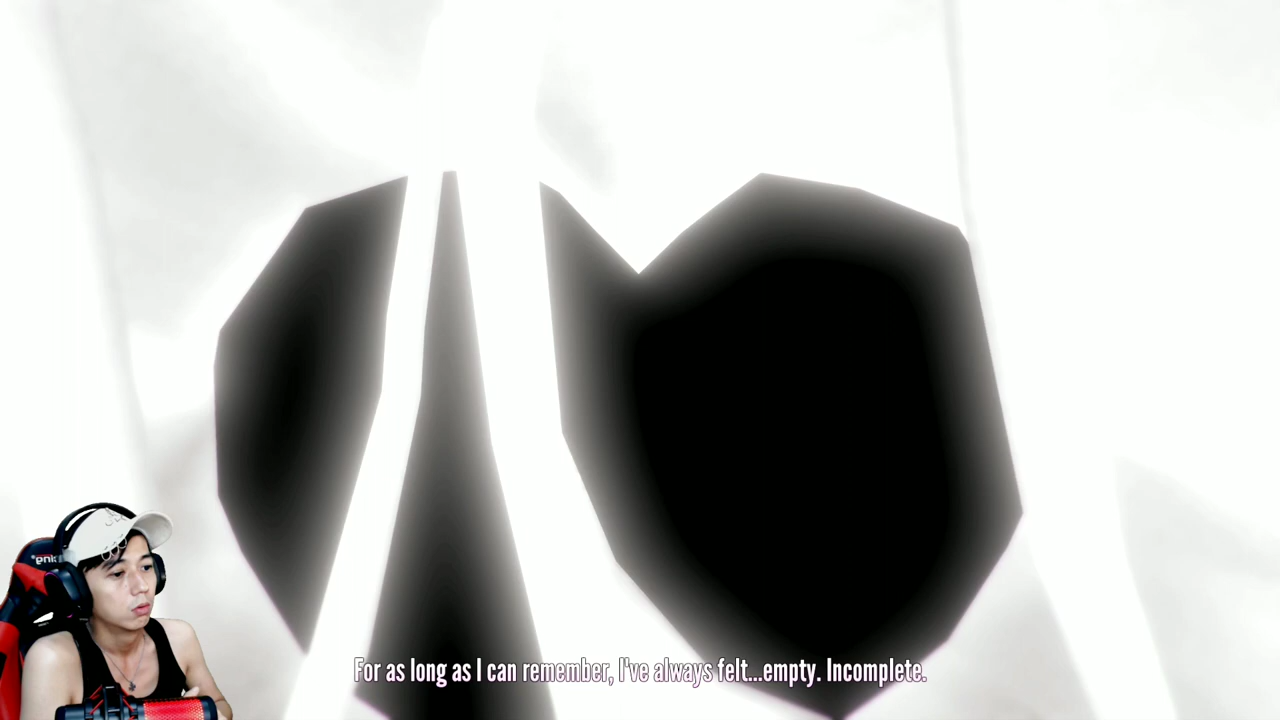 For as long as I can remember, I've always felt...empty. Incomplete.